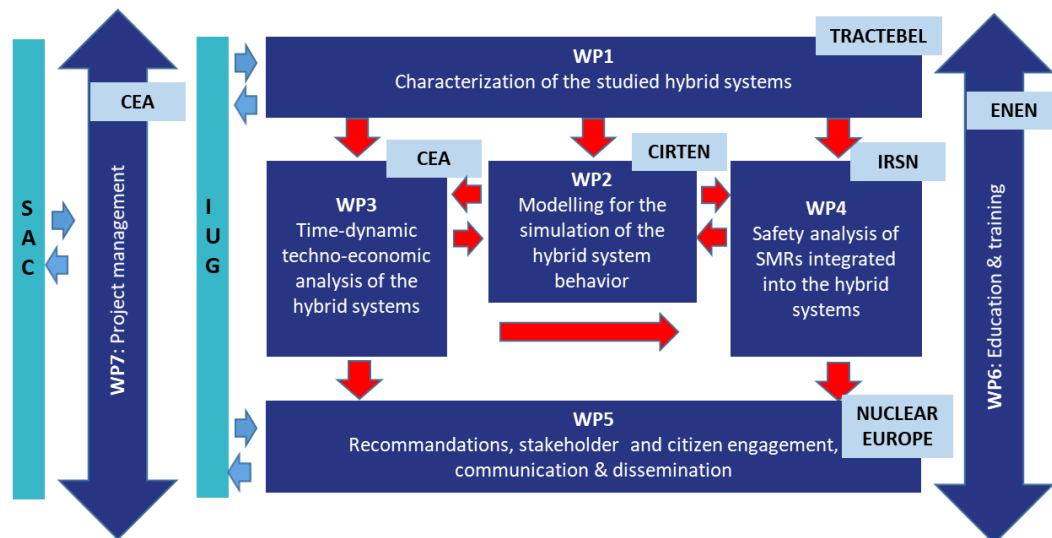 SAC
CEA
WP7: Project management
IUG
TRACTEBEL
WP1
Characterization of the studied hybrid systems
CEA
WP3
Time-dynamic
techno-economic
analysis of the
hybrid systems
CIRTEN
WP2
Modelling for the
simulation of the
hybrid system
behavior
IRSN
WP4
Safety analysis of
SMRs integrated
into the hybrid
systems
NUCLEAR
EUROPE
WP5
Recommandations, stakeholder and citizen engagement,
communication & dissemination
ENEN
WP6: Education & training